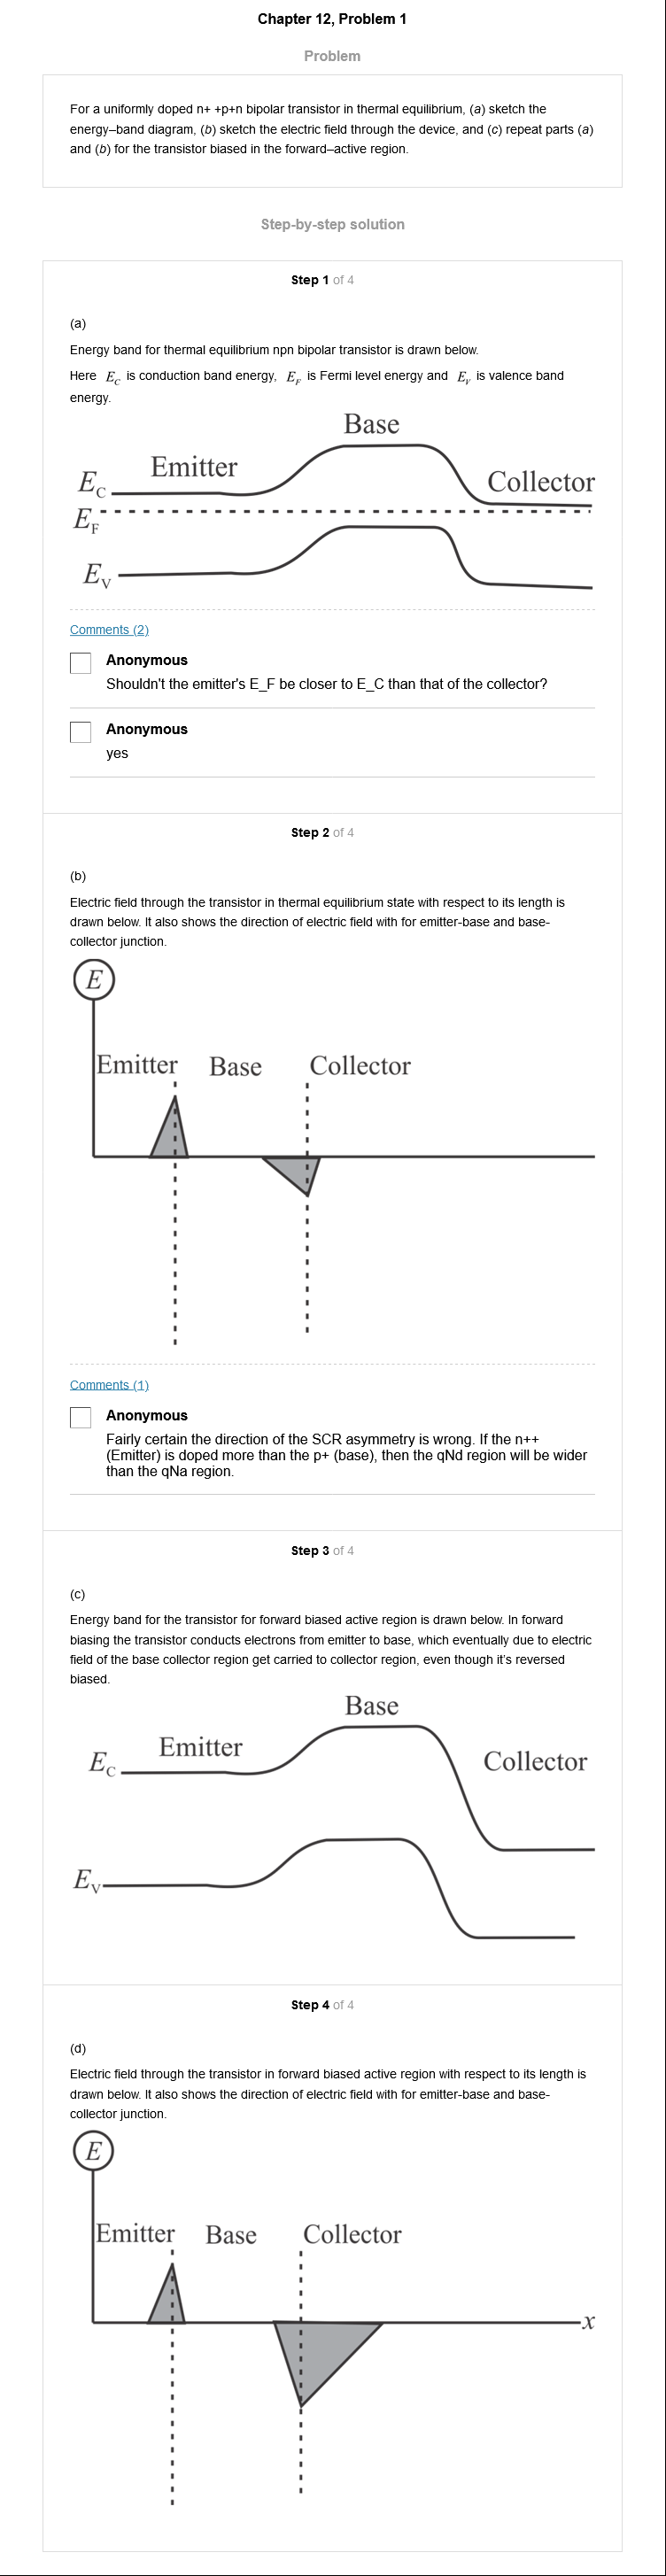 Chapter 12, Problem 1
Problem
For a uniformly doped n+ +p+n bipolar transistor in thermal equilibrium, (a) sketch the
energy–band diagram, (b) sketch the electric field through the device, and (c) repeat parts (a)
and (b) for the transistor biased in the forward–active region.
Step-by-step solution
Step 1 of 4
(a)
Energy band for thermal equilibrium npn bipolar transistor is drawn below.
Here E_C is conduction band energy, E_F is Fermi level energy and E_V is valence band
energy.
Base
Emitter
E_C
Collector
E_F
E_V
Comments (2)
Anonymous
Shouldn't the emitter's E_F be closer to E_C than that of the collector?
Anonymous
yes
Step 2 of 4
(b)
Electric field through the transistor in thermal equilibrium state with respect to its length is
drawn below. It also shows the direction of electric field with for emitter-base and base-
collector junction.
E
Emitter Base Collector
Comments (1)
Anonymous
Fairly certain the direction of the SCR asymmetry is wrong. If the n++
(Emitter) is doped more than the p+ (base), then the qNd region will be wider
than the qNa region.
Step 3 of 4
(c)
Energy band for the transistor for forward biased active region is drawn below. In forward
biasing the transistor conducts electrons from emitter to base, which eventually due to electric
field of the base collector region get carried to collector region, even though it's reversed
biased.
Base
Emitter
E_C
Collector
E_V
Step 4 of 4
(d)
Electric field through the transistor in forward biased active region with respect to its length is
drawn below. It also shows the direction of electric field with for emitter-base and base-
collector junction.
E
Emitter Base Collector
x